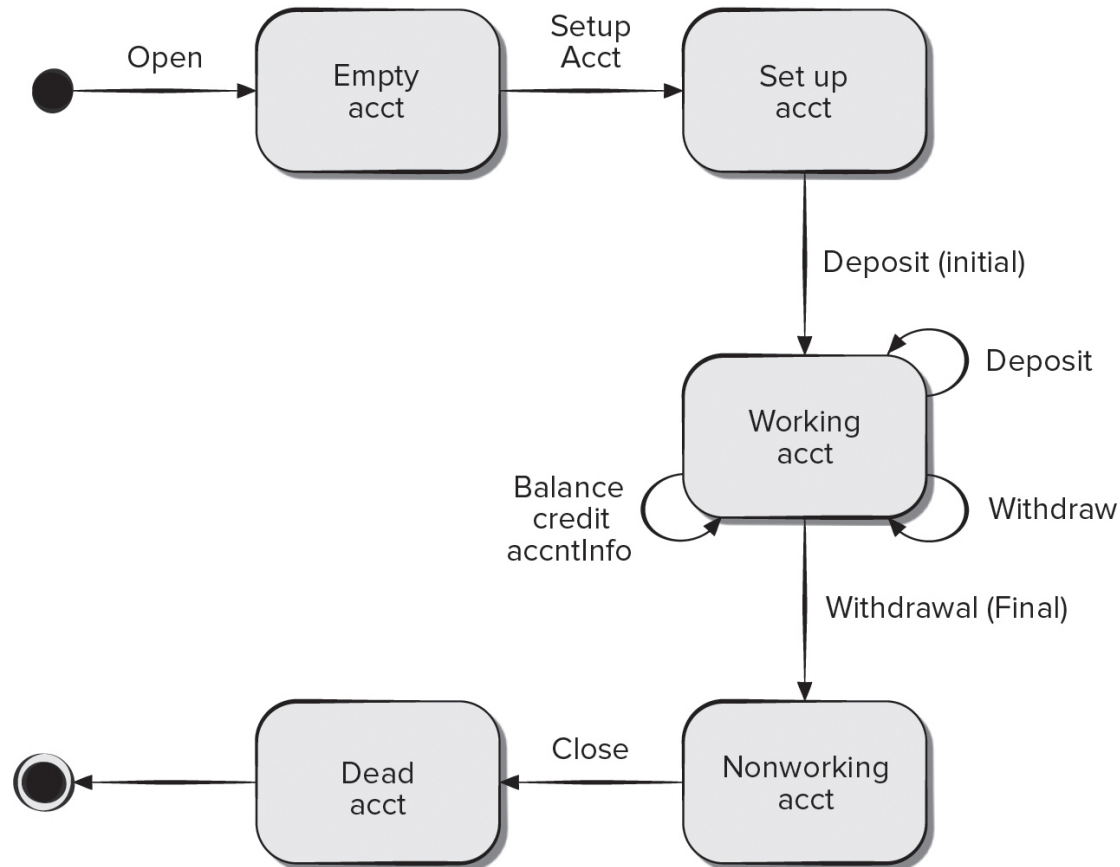 Open
Empty
acct
Setup
Acct
Set up
acct
Deposit (initial)
Deposit
Working
acct
Balance
credit
accntInfo
Withdraw
Withdrawal (Final)
Dead
acct
Close
Nonworking
acct